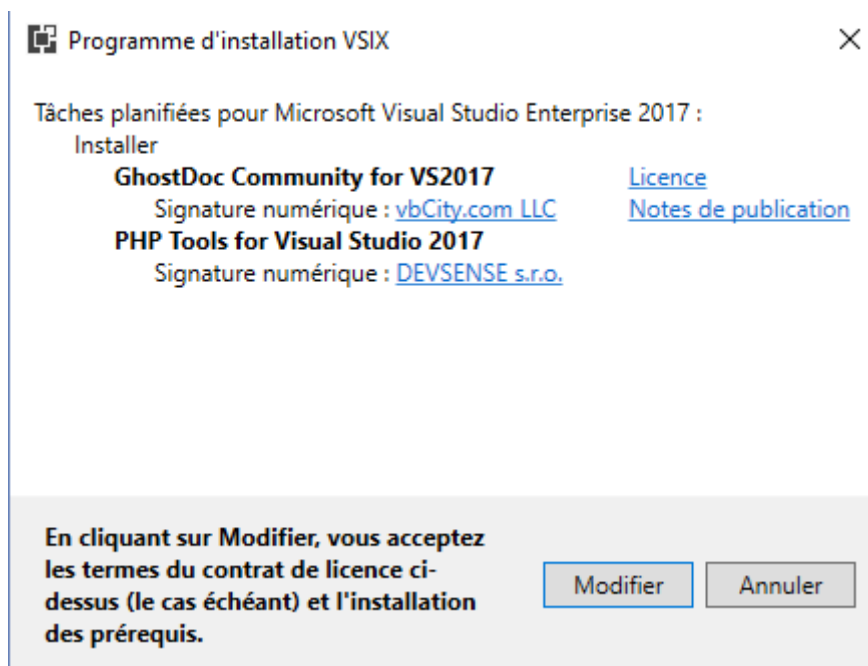 Programme d'installation VSIX
Tâches planifiées pour Microsoft Visual Studio Enterprise 2017 :
Installer
GhostDoc Community for VS2017 Licence
Signature numérique : vbCity.com LLC Notes de publication
PHP Tools for Visual Studio 2017
Signature numérique : DEVSENSE s.r.o.
En cliquant sur Modifier, vous acceptez
les termes du contrat de licence ci-
dessus (le cas échéant) et l'installation
des prérequis.
Modifier Annuler